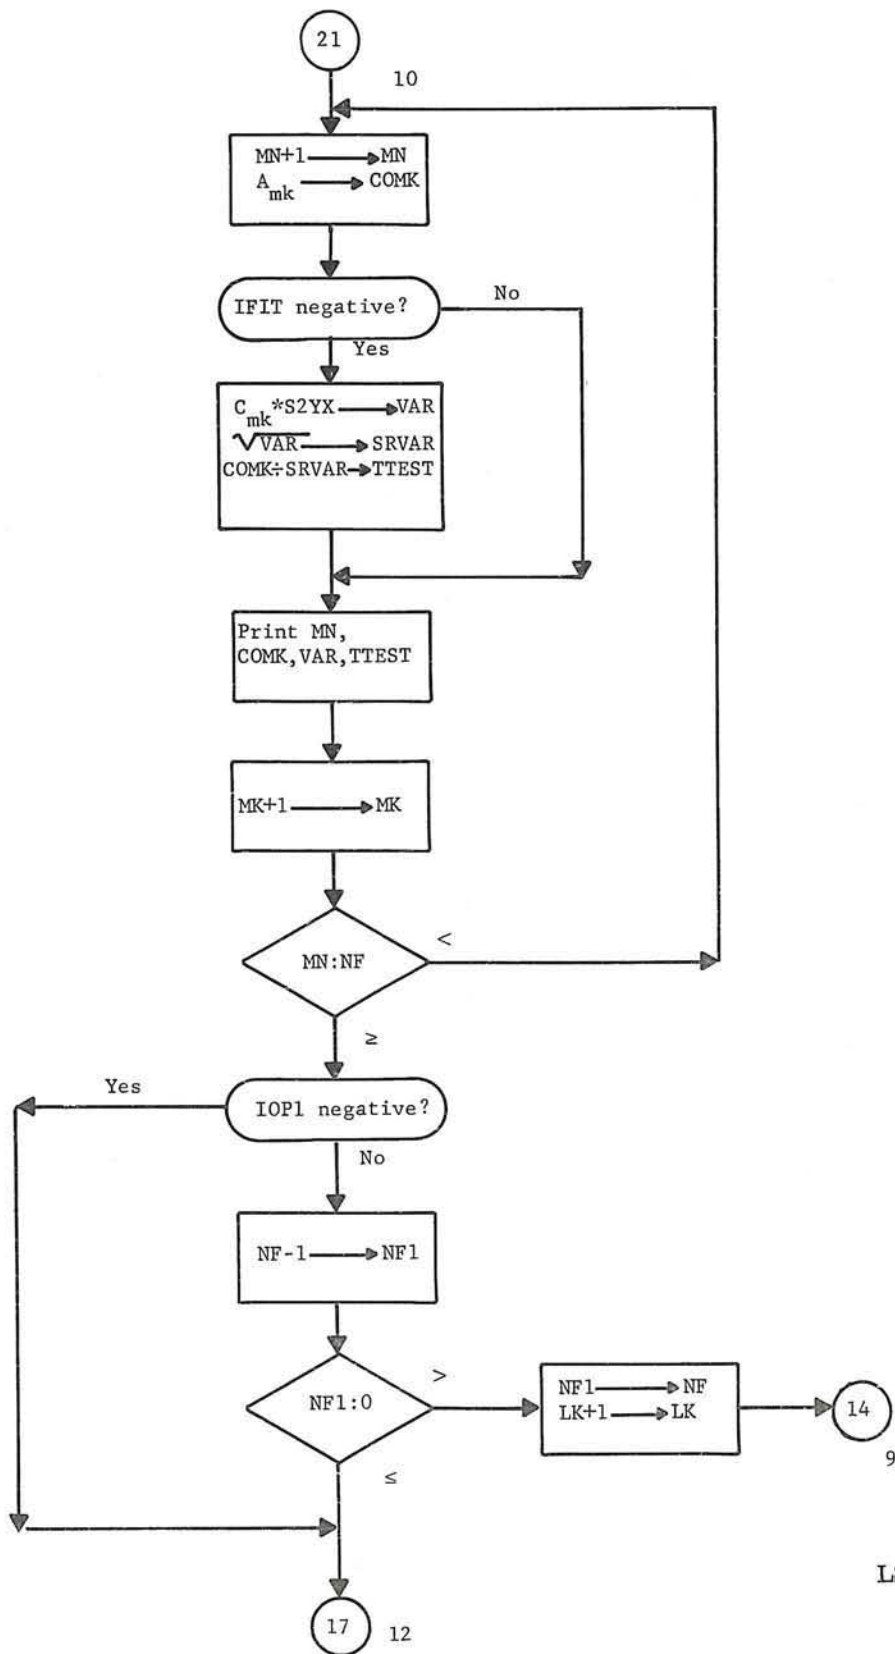 21
10
MN+1 → MN
A_mk → COMK
IFIT negative?
No
Yes
C_mk*S2YX → VAR
√VAR → SRVAR
COMK÷SRVAR → TTEST
Print MN,
COMK,VAR,TTEST
MK+1 → MK
MN:NF
<
≥
IOP1 negative?
Yes
No
NF-1 → NF1
NF1:0
>
≤
NF1 → NF
LK+1 → LK
14
9
17
12